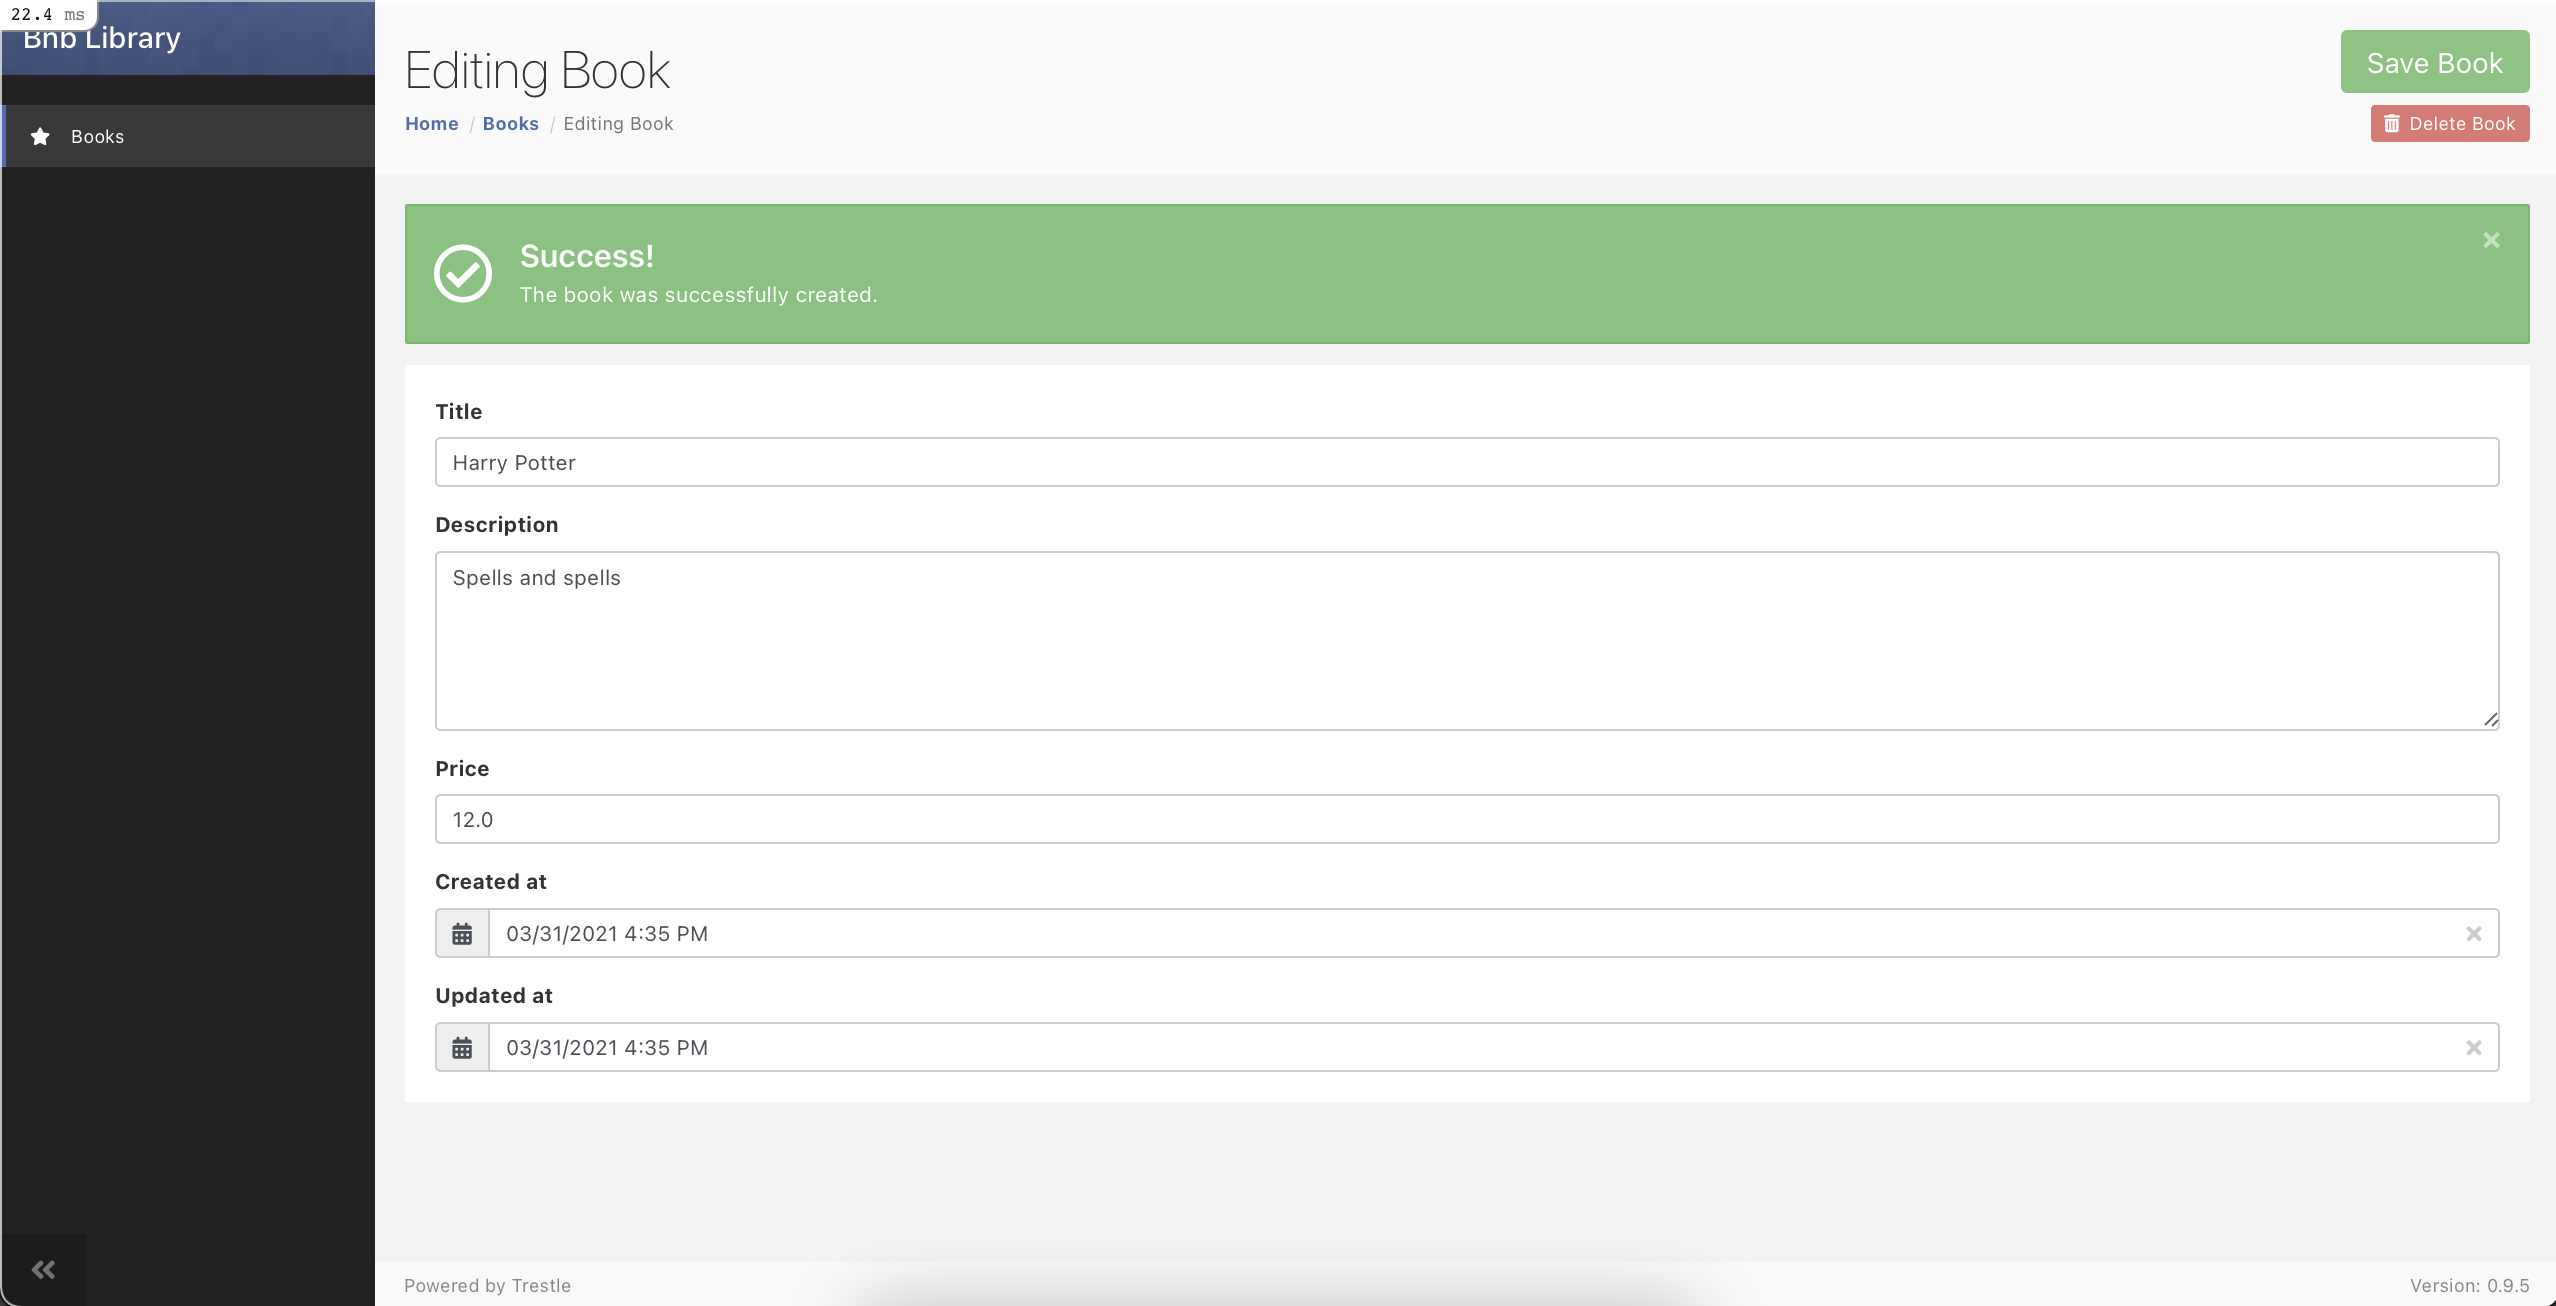 22.4 ms
Bnb Library
Books
Editing Book
Home / Books / Editing Book
Save Book
Delete Book
Success!
The book was successfully created.
Title
Harry Potter
Description
Spells and spells
Price
12.0
Created at
03/31/2021 4:35 PM
Updated at
03/31/2021 4:35 PM
Powered by Trestle
Version: 0.9.5